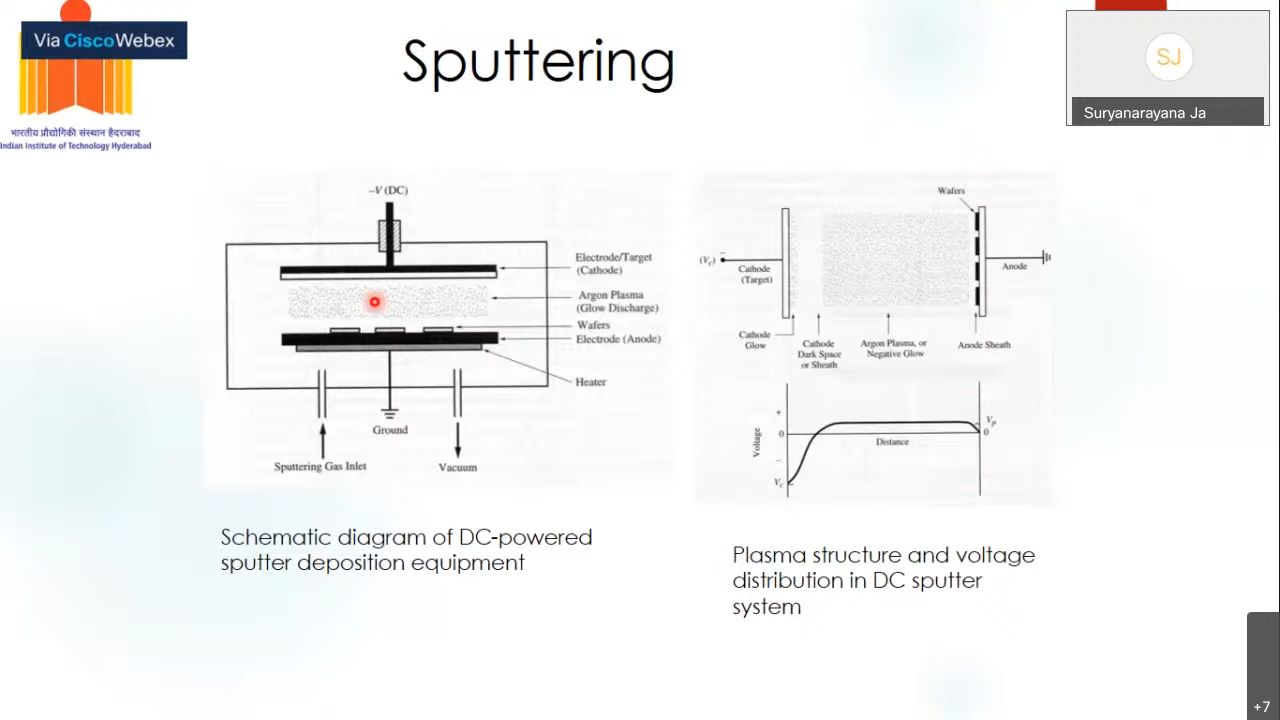 Via Cisco Webex
भारतीय प्रौद्योगिकी संस्थान हैदराबाद
Indian Institute of Technology Hyderabad
Sputtering
SJ
Suryanarayana Ja
–V (DC)
Electrode/Target
(Cathode)
Argon Plasma
(Glow Discharge)
Wafers
Electrode (Anode)
Heater
Ground
Sputtering Gas Inlet
Vacuum
Schematic diagram of DC-powered
sputter deposition equipment
Wafers
(Vc)
–
Cathode
(Target)
Anode
Cathode
Glow
Cathode
Dark Space
or Sheath
Argon Plasma, or
Negative Glow
Anode Sheath
+
Voltage
0
–
Vc
Distance
Vp
0
Plasma structure and voltage
distribution in DC sputter
system
+7